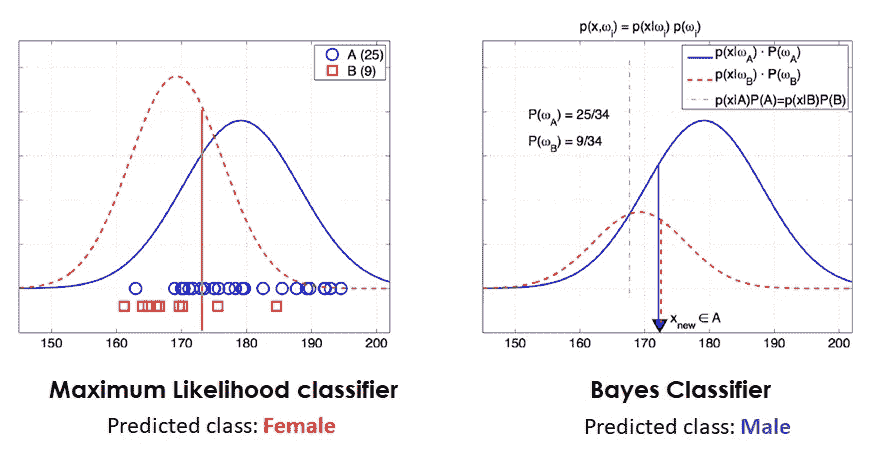 A (25)
B (9)
150 160 170 180 190 200
Maximum Likelihood classifier
Predicted class: Female
p(x,ω_i) = p(x|ω_i) p(ω_i)
p(x|ω_A) · P(ω_A)
p(x|ω_B) · P(ω_B)
p(x|A)P(A)=p(x|B)P(B)
P(ω_A) = 25/34
P(ω_B) = 9/34
x_new ∈ A
150 160 170 180 190 200
Bayes Classifier
Predicted class: Male